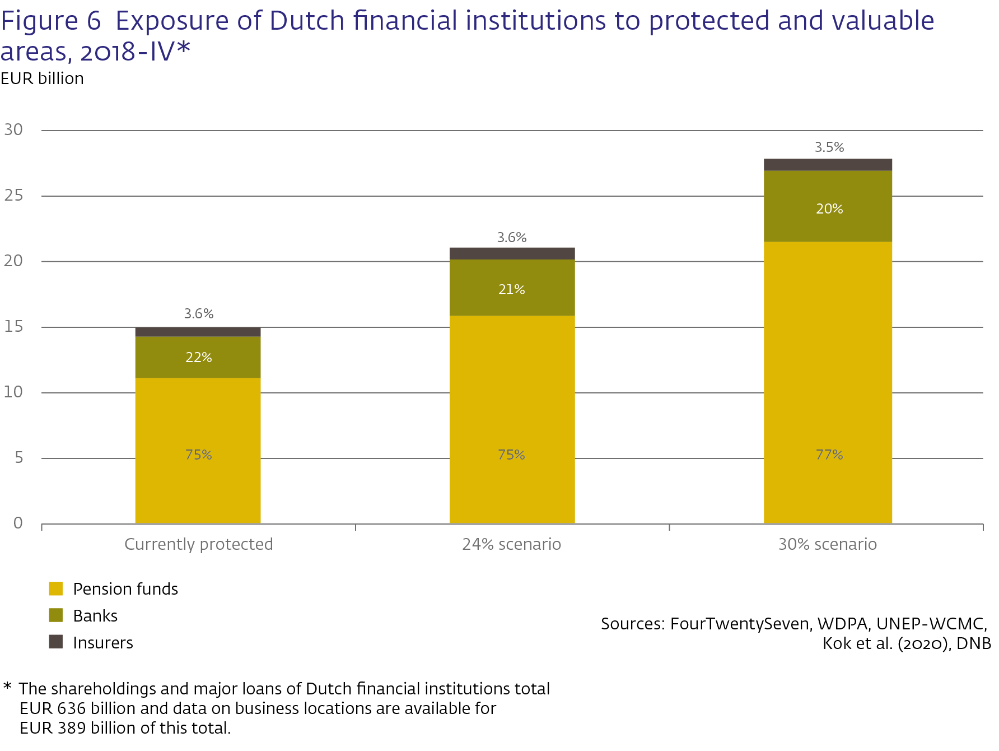 Figure 6 Exposure of Dutch financial institutions to protected and valuable
areas, 2018-IV*
EUR billion
30
25
20
15
10
5
0
3.6%
22%
75%
3.6%
21%
75%
3.5%
20%
77%
Currently protected
24% scenario
30% scenario
Pension funds
Banks
Insurers
Sources: FourTwentySeven, WDPA, UNEP-WCMC,
Kok et al. (2020), DNB
* The shareholdings and major loans of Dutch financial institutions total
EUR 636 billion and data on business locations are available for
EUR 389 billion of this total.